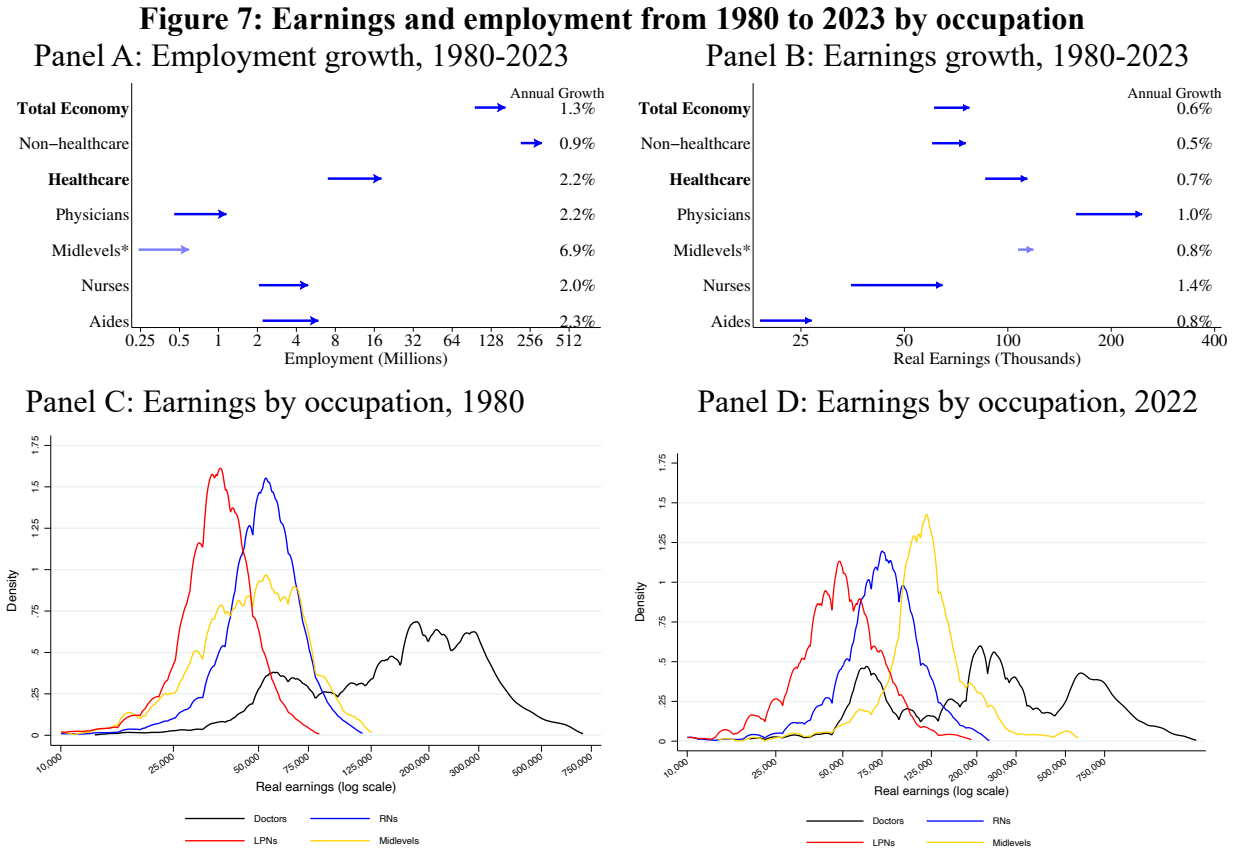 Figure 7: Earnings and employment from 1980 to 2023 by occupation
Panel A: Employment growth, 1980-2023
Annual Growth
Total Economy 1.3%
Non−healthcare 0.9%
Healthcare 2.2%
Physicians 2.2%
Midlevels* 6.9%
Nurses 2.0%
Aides 2.3%
0.25 0.5 1 2 4 8 16 32 64 128 256 512
Employment (Millions)
Panel B: Earnings growth, 1980-2023
Annual Growth
Total Economy 0.6%
Non−healthcare 0.5%
Healthcare 0.7%
Physicians 1.0%
Midlevels* 0.8%
Nurses 1.4%
Aides 0.8%
25 50 100 200 400
Real Earnings (Thousands)
Panel C: Earnings by occupation, 1980
1.75
1.5
1.25
1
.75
.5
.25
0
Density
10,000 25,000 50,000 75,000 125,000 200,000 300,000 500,000 750,000
Real earnings (log scale)
Doctors RNs
LPNs Midlevels
Panel D: Earnings by occupation, 2022
1.75
1.5
1.25
1
.75
.5
.25
0
Density
10,000 25,000 50,000 75,000 125,000 200,000 300,000 500,000 750,000
Real earnings (log scale)
Doctors RNs
LPNs Midlevels